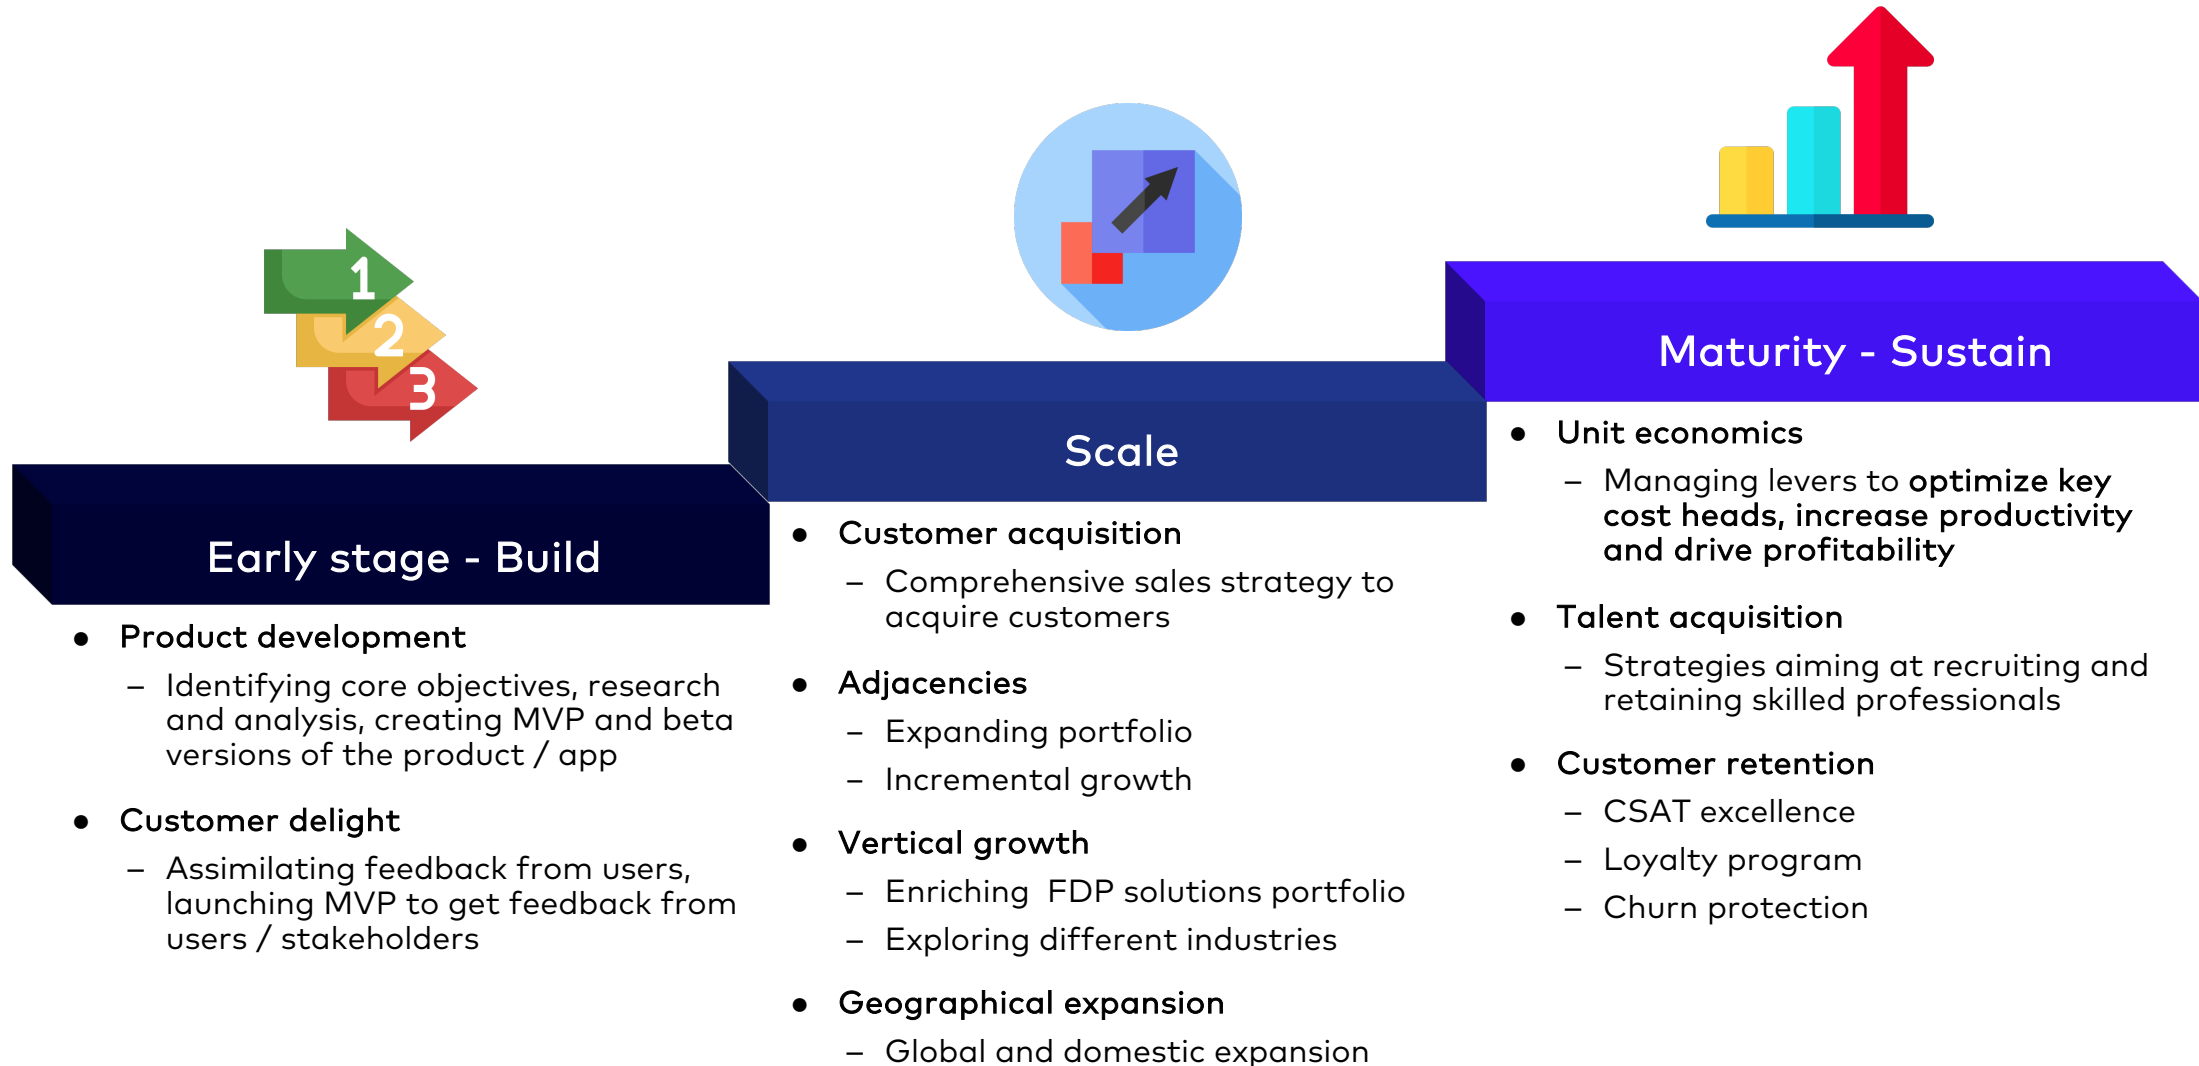 1
2
3
Early stage - Build
● Product development
– Identifying core objectives, research
and analysis, creating MVP and beta
versions of the product / app
● Customer delight
– Assimilating feedback from users,
launching MVP to get feedback from
users / stakeholders
Scale
● Customer acquisition
– Comprehensive sales strategy to
acquire customers
● Adjacencies
– Expanding portfolio
– Incremental growth
● Vertical growth
– Enriching  FDP solutions portfolio
– Exploring different industries
● Geographical expansion
– Global and domestic expansion
Maturity - Sustain
● Unit economics
– Managing levers to optimize key
cost heads, increase productivity
and drive profitability
● Talent acquisition
– Strategies aiming at recruiting and
retaining skilled professionals
● Customer retention
– CSAT excellence
– Loyalty program
– Churn protection